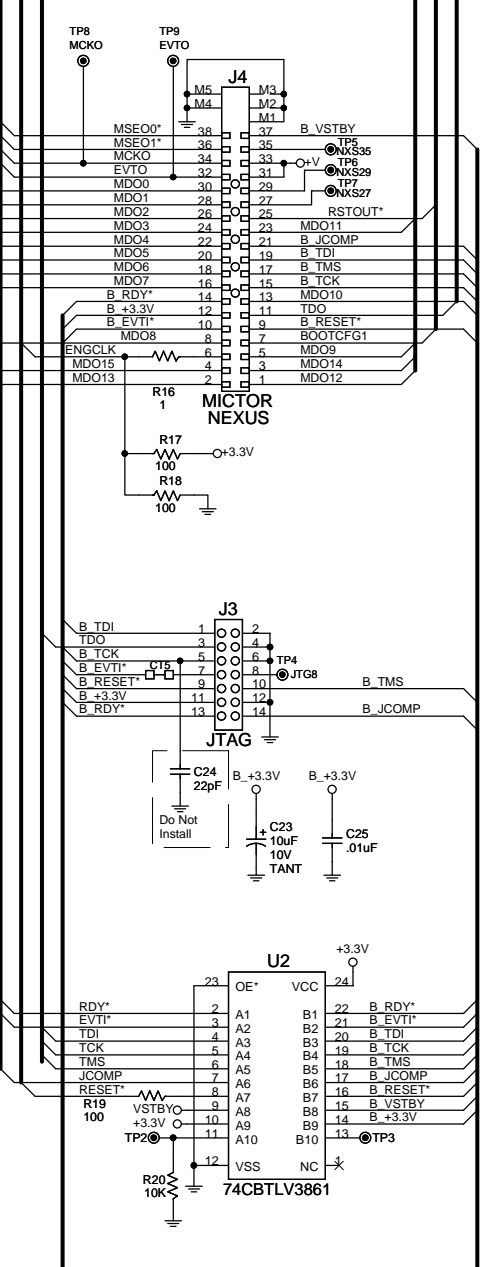 TP8 TP9
MCKO EVTO
J4
M5 M3
M4 M2
M1
MSEO0* 38 37 B_VSTBY
MSEO1* 36 35 TP5 NXS35
MCKO 34 33 +V TP6
EVTO 32 31 NXS29
MDO0 30 29 TP7
MDO1 28 27 NXS27
MDO2 26 25 RSTOUT*
MDO3 24 23 MDO11
MDO4 22 21 B_JCOMP
MDO5 20 19 B_TDI
MDO6 18 17 B_TMS
MDO7 16 15 B_TCK
B_RDY* 14 13 MDO10
B_+3.3V 12 11 TDO
B_EVTI* 10 9 B_RESET*
MDO8 8 7 BOOTCFG1
ENGCLK 6 5 MDO9
MDO15 4 3 MDO14
MDO13 2 1 MDO12
R16
1
MICTOR
NEXUS
R17
100
+3.3V
R18
100
J3
B_TDI 1 2
TDO 3 4
B_TCK 5 6 TP4
B_EVTI* CT5 7 8 JTG8
B_RESET* 9 10 B_TMS
B_+3.3V 11 12
B_RDY* 13 14 B_JCOMP
JTAG
C24
22pF
Do Not
Install
B_+3.3V B_+3.3V
+ C23
10uF
10V
TANT
C25
.01uF
+3.3V
U2
23 OE* VCC 24
RDY* 2 A1 B1 22 B_RDY*
EVTI* 3 A2 B2 21 B_EVTI*
TDI 4 A3 B3 20 B_TDI
TCK 5 A4 B4 19 B_TCK
TMS 6 A5 B5 18 B_TMS
JCOMP 7 A6 B6 17 B_JCOMP
RESET* 8 A7 B7 16 B_RESET*
R19
100
VSTBY 9 A8 B8 15 B_VSTBY
+3.3V 10 A9 B9 14 B_+3.3V
TP2 11 A10 B10 13 TP3
12 VSS NC 1
R20
10K
74CBTLV3861